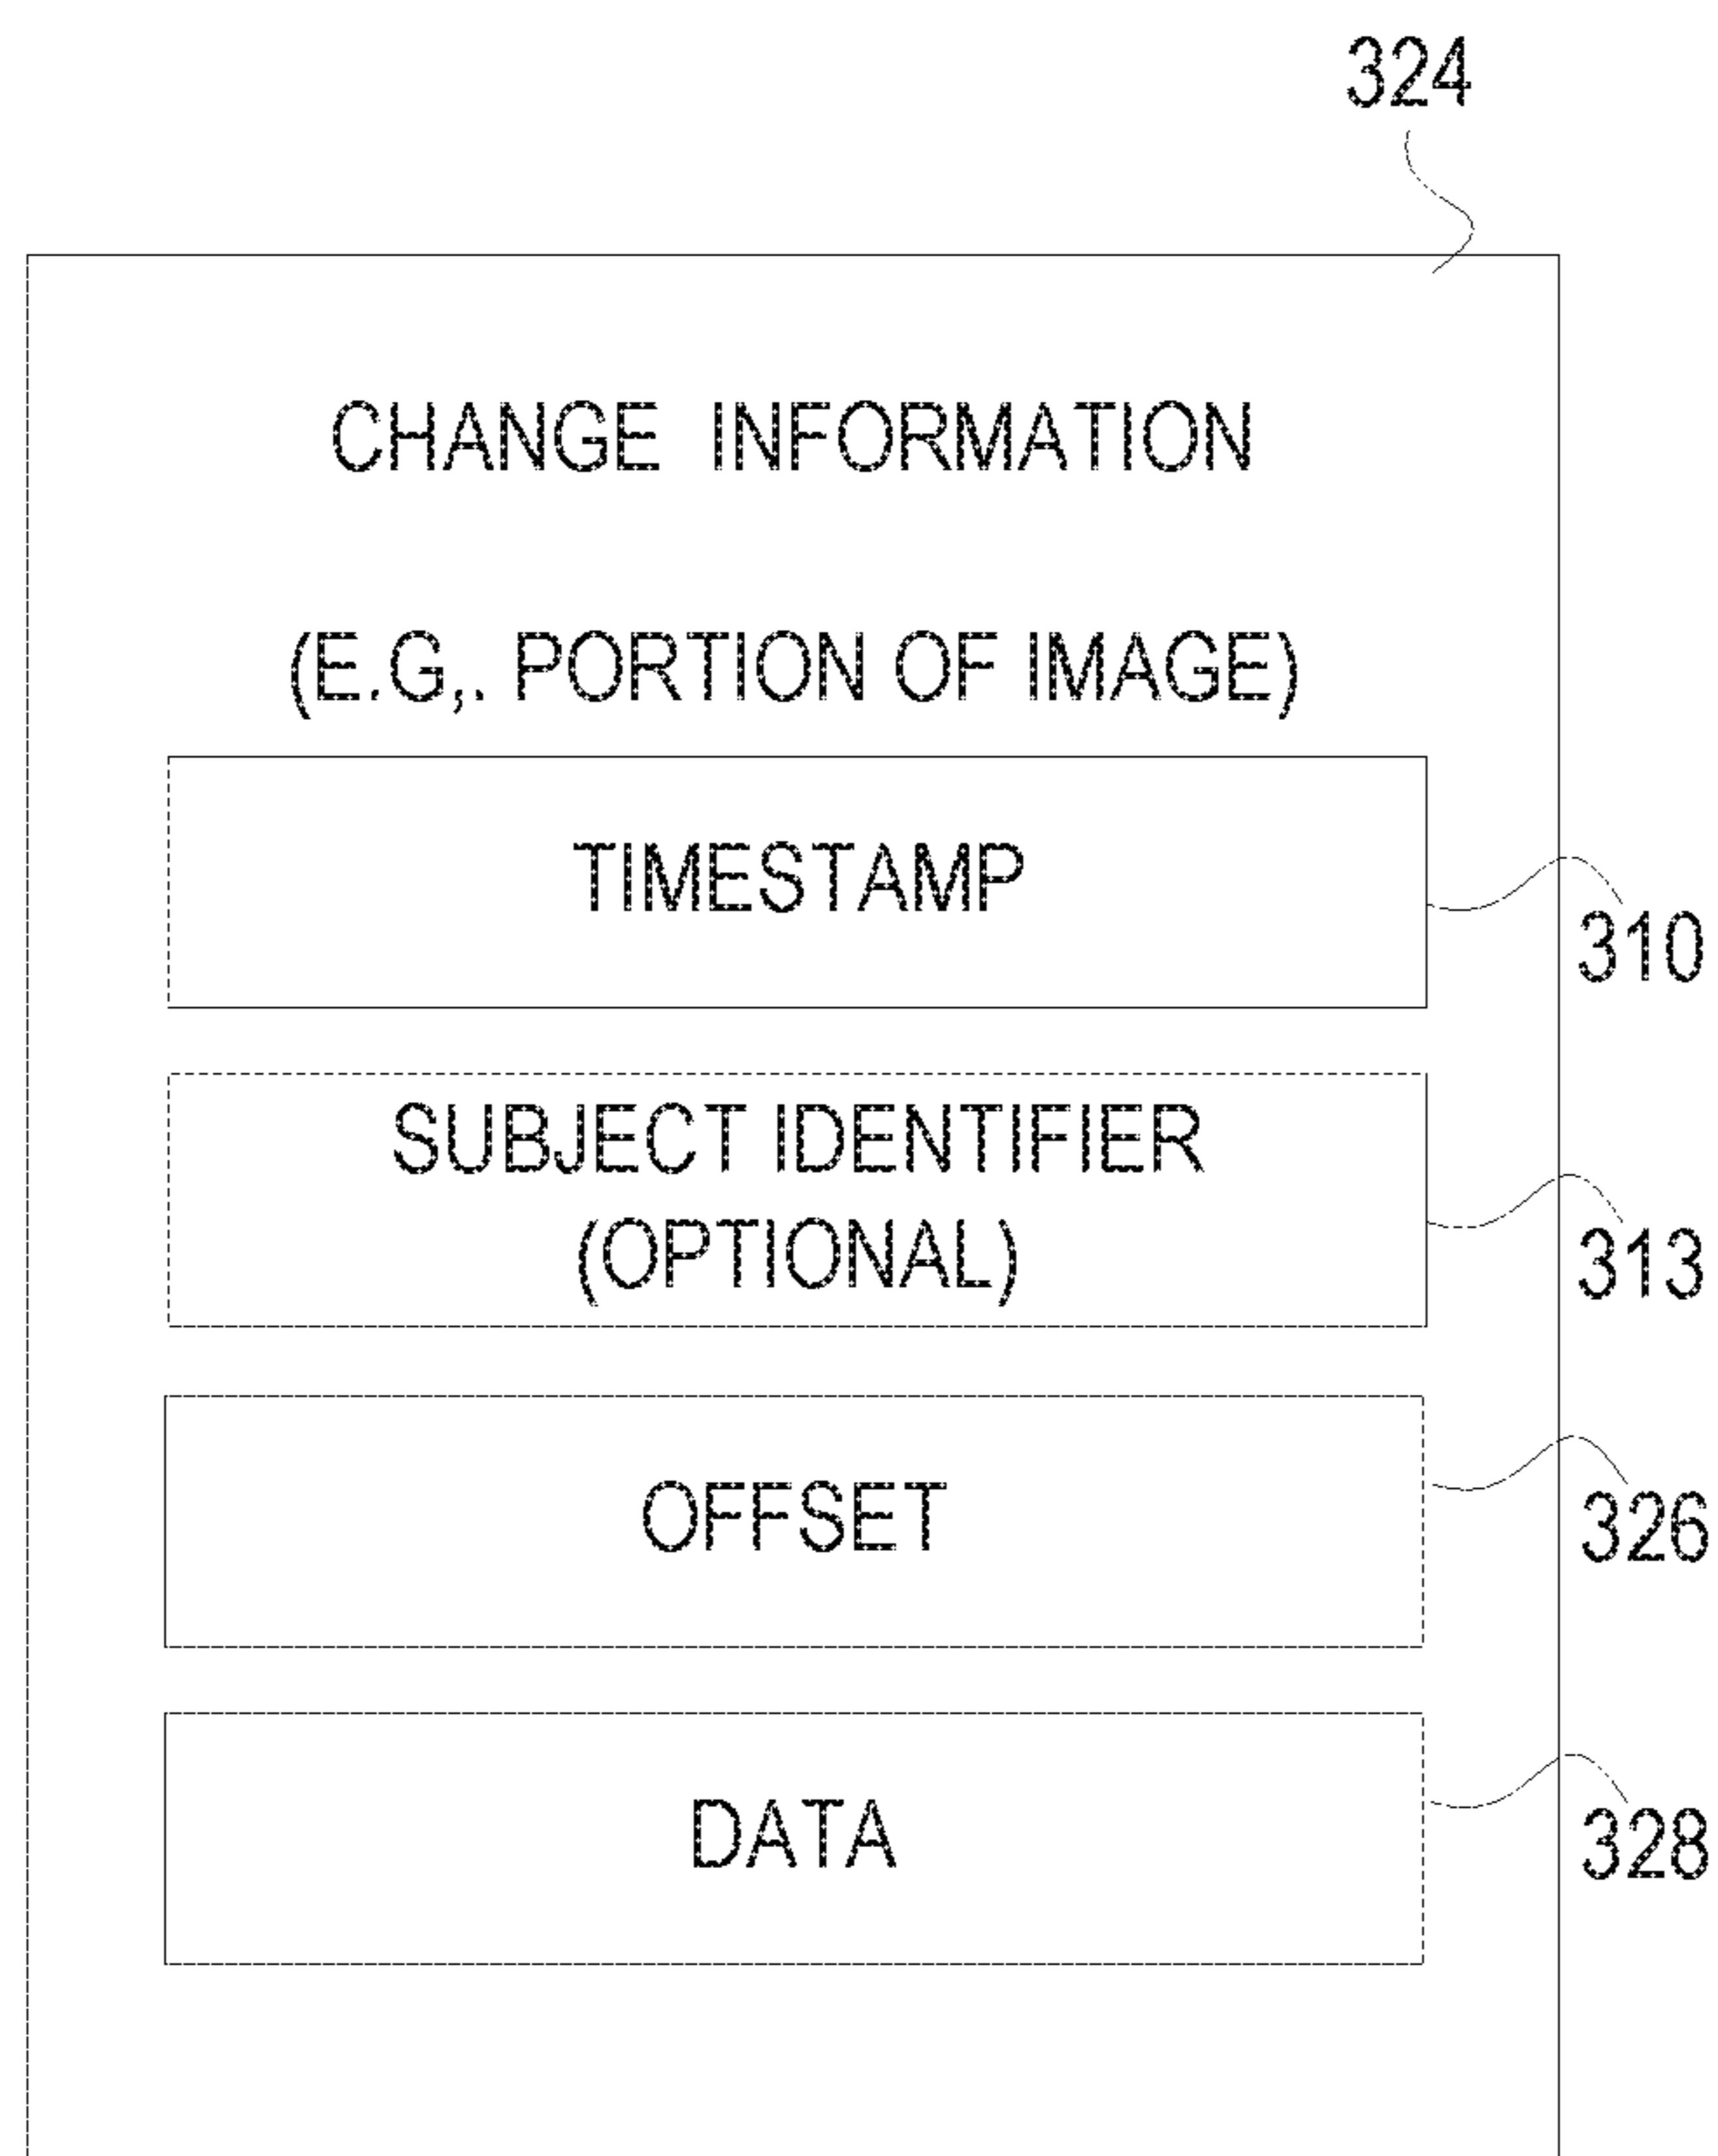 324
CHANGE INFORMATION
(E.G,. PORTION OF IMAGE)
TIMESTAMP
310
SUBJECT IDENTIFIER
(OPTIONAL)
313
OFFSET
326
DATA
328